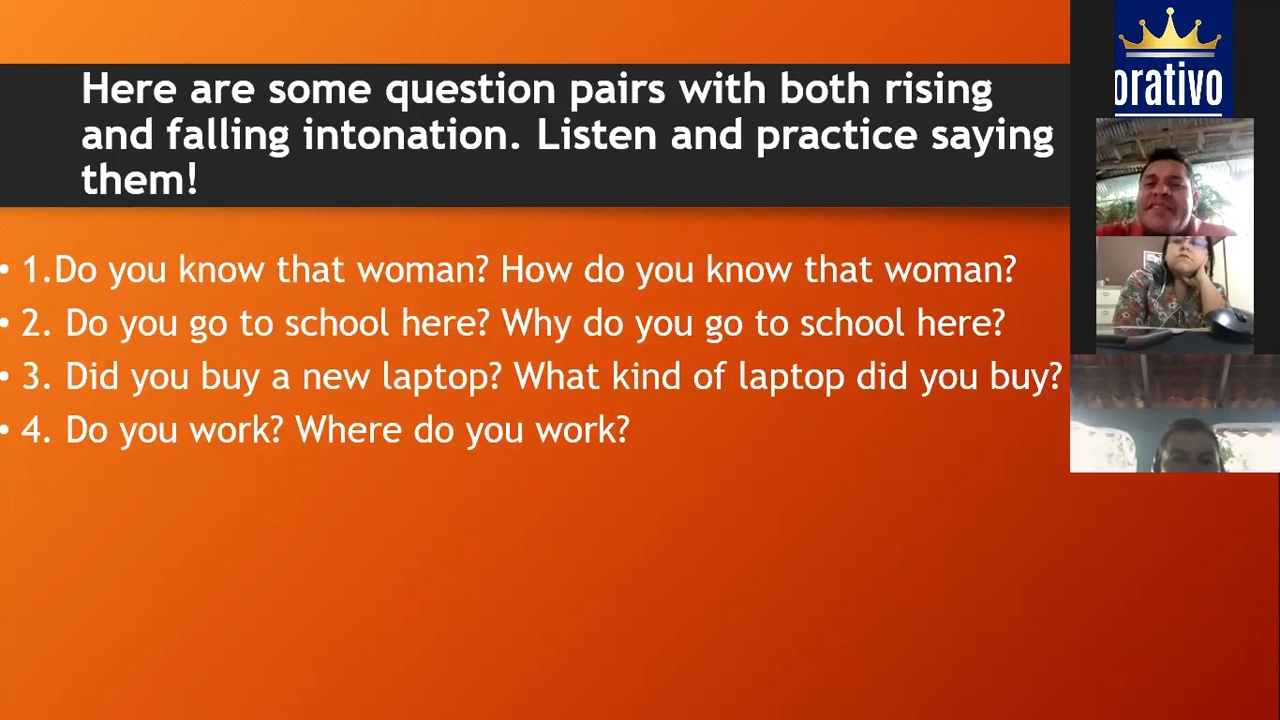 Here are some question pairs with both rising
and falling intonation. Listen and practice saying
them!
• 1.Do you know that woman? How do you know that woman?
• 2. Do you go to school here? Why do you go to school here?
• 3. Did you buy a new laptop? What kind of laptop did you buy?
• 4. Do you work? Where do you work?
orativo